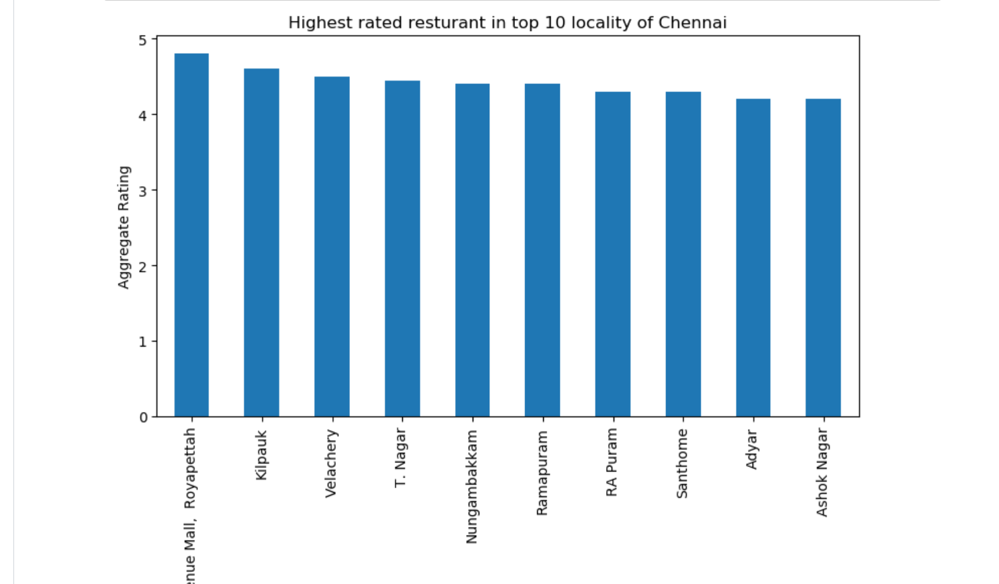 Highest rated resturant in top 10 locality of Chennai
Aggregate Rating
5
4
3
2
1
0
Mall, Royapettah
Kilpauk
Velachery
T. Nagar
Nungambakkam
Ramapuram
RA Puram
Santhome
Adyar
Ashok Nagar